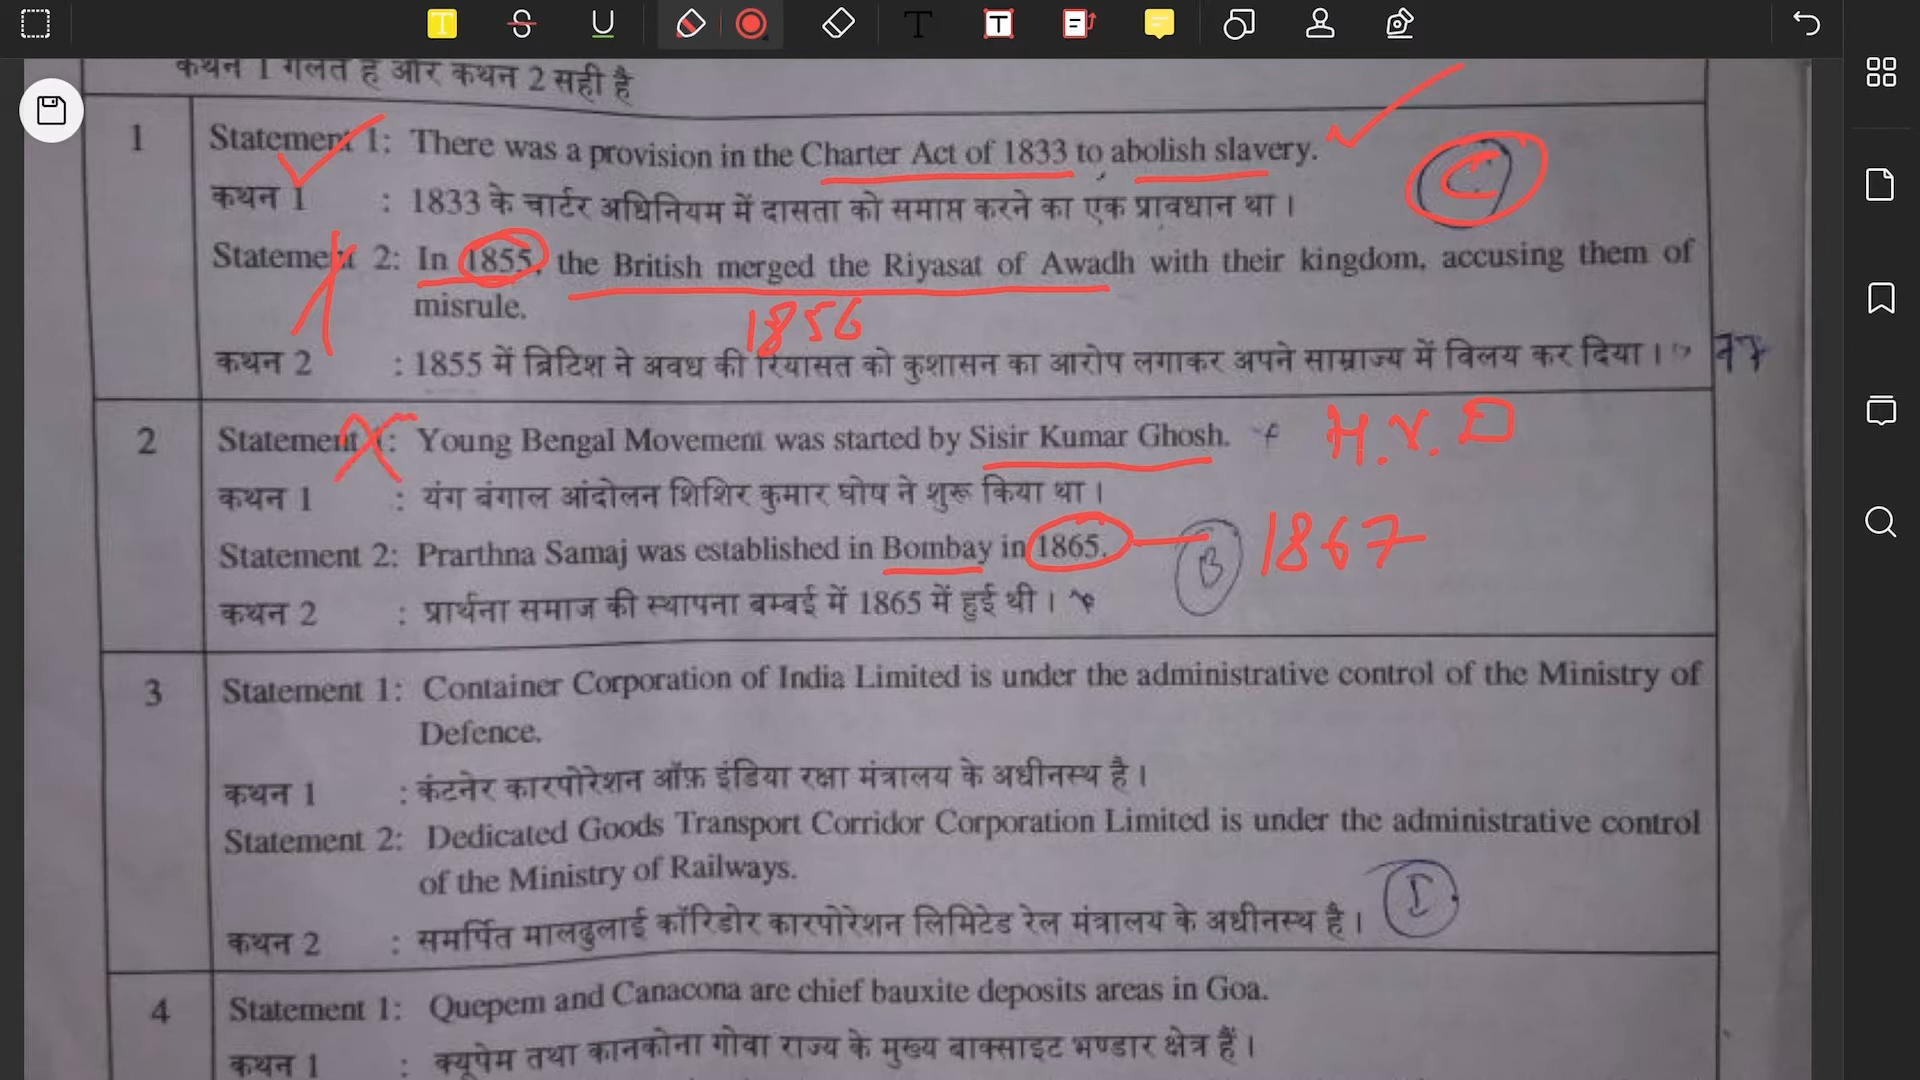 कथन 1 गलत है और कथन 2 सही है
1 Statement 1: There was a provision in the Charter Act of 1833 to abolish slavery.
C
कथन 1 : 1833 के चार्टर अधिनियम में दासता को समाप्त करने का एक प्रावधान था।
Statement 2: In 1855, the British merged the Riyasat of Awadh with their kingdom, accusing them of
misrule.
1856
कथन 2 : 1855 में ब्रिटिश ने अवध की रियासत को कुशासन का आरोप लगाकर अपने साम्राज्य में विलय कर दिया।
2 Statement 1: Young Bengal Movement was started by Sisir Kumar Ghosh.
H.V.D
कथन 1 : यंग बंगाल आंदोलन शिशिर कुमार घोष ने शुरू किया था।
Statement 2: Prarthna Samaj was established in Bombay in 1865.
B 1867
कथन 2 : प्रार्थना समाज की स्थापना बम्बई में 1865 में हुई थी।
3 Statement 1: Container Corporation of India Limited is under the administrative control of the Ministry of
Defence.
कथन 1 : कंटनेर कारपोरेशन ऑफ़ इंडिया रक्षा मंत्रालय के अधीनस्थ है।
Statement 2: Dedicated Goods Transport Corridor Corporation Limited is under the administrative control
of the Ministry of Railways.
कथन 2 : समर्पित मालढुलाई कॉरिडोर कारपोरेशन लिमिटेड रेल मंत्रालय के अधीनस्थ है।
4 Statement 1: Quepem and Canacona are chief bauxite deposits areas in Goa.
कथन 1 : क्यूपेम तथा कानकोना गोवा राज्य के मुख्य बाक्साइट भण्डार क्षेत्र हैं।